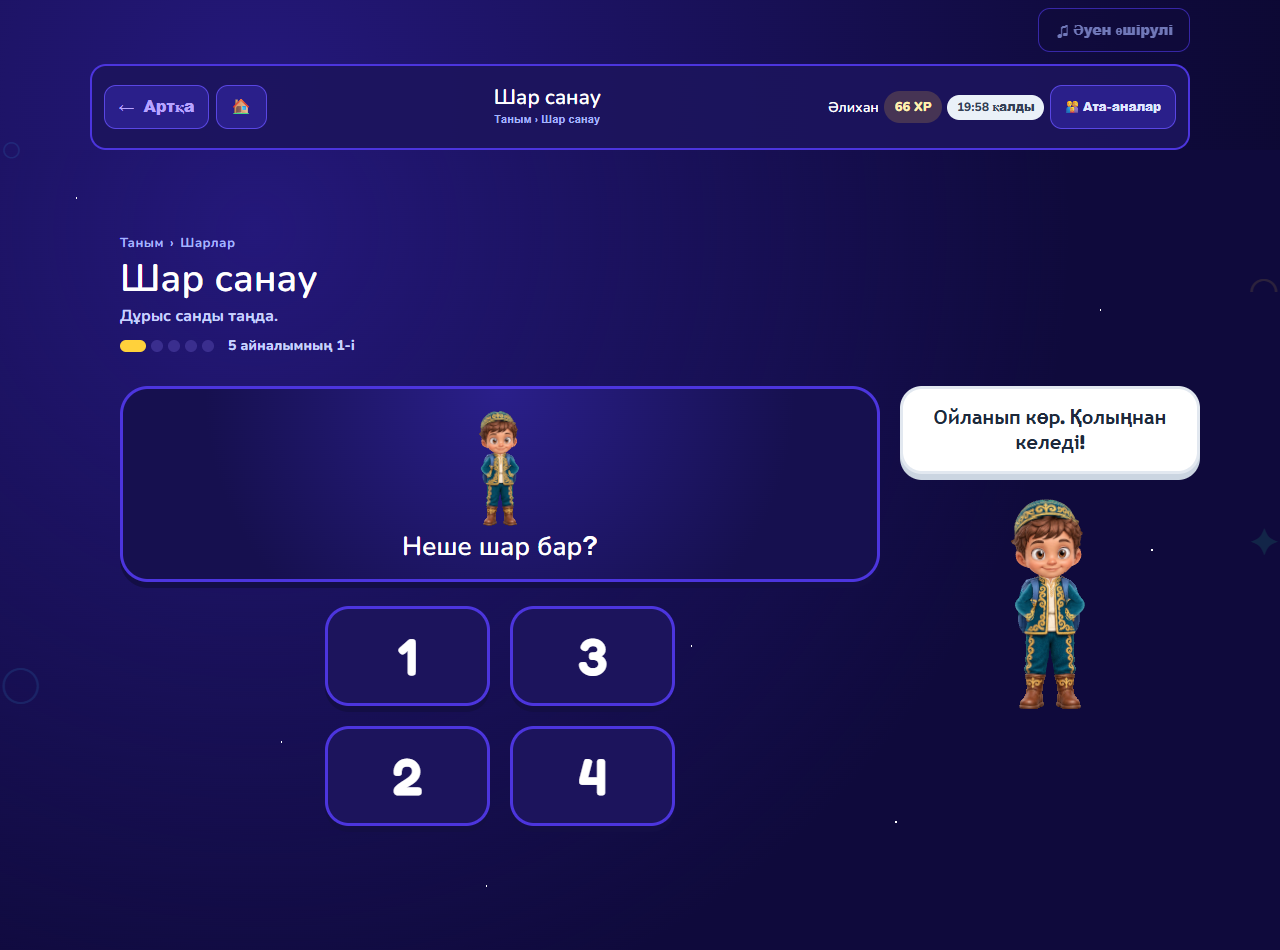 ♫ Әуен өшірулі
← Артқа
Шар санау
Таным › Шар санау
Әлихан
66 XP
19:58 қалды
Ата-аналар
Таным › Шарлар
Шар санау
Дұрыс санды таңда.
5 айналымның 1-і
Неше шар бар?
Ойланып көр. Қолыңнан
келеді!
1
3
2
4